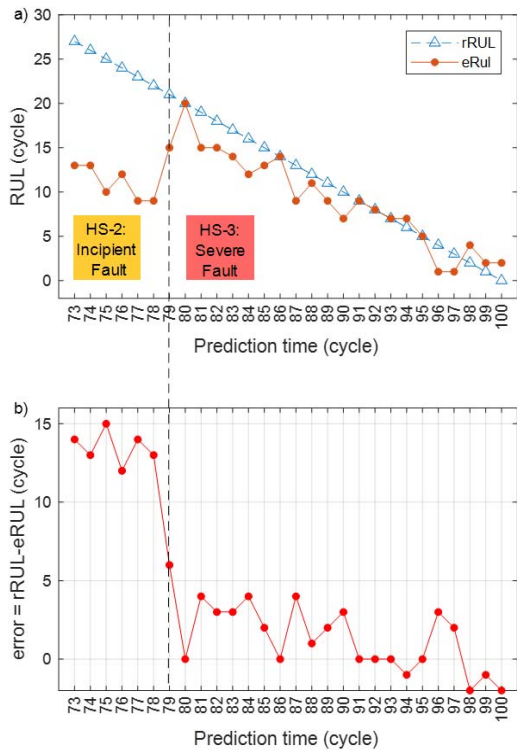 a)
30
25
20
15
10
5
0
RUL (cycle)
rRUL
eRul
HS-2:
Incipient
Fault
HS-3:
Severe
Fault
73 74 75 76 77 78 79 80 81 82 83 84 85 86 87 88 89 90 91 92 93 94 95 96 97 98 99 100
Prediction time (cycle)
b)
15
10
5
0
error = rRUL-eRUL (cycle)
73 74 75 76 77 78 79 80 81 82 83 84 85 86 87 88 89 90 91 92 93 94 95 96 97 98 99 100
Prediction time (cycle)